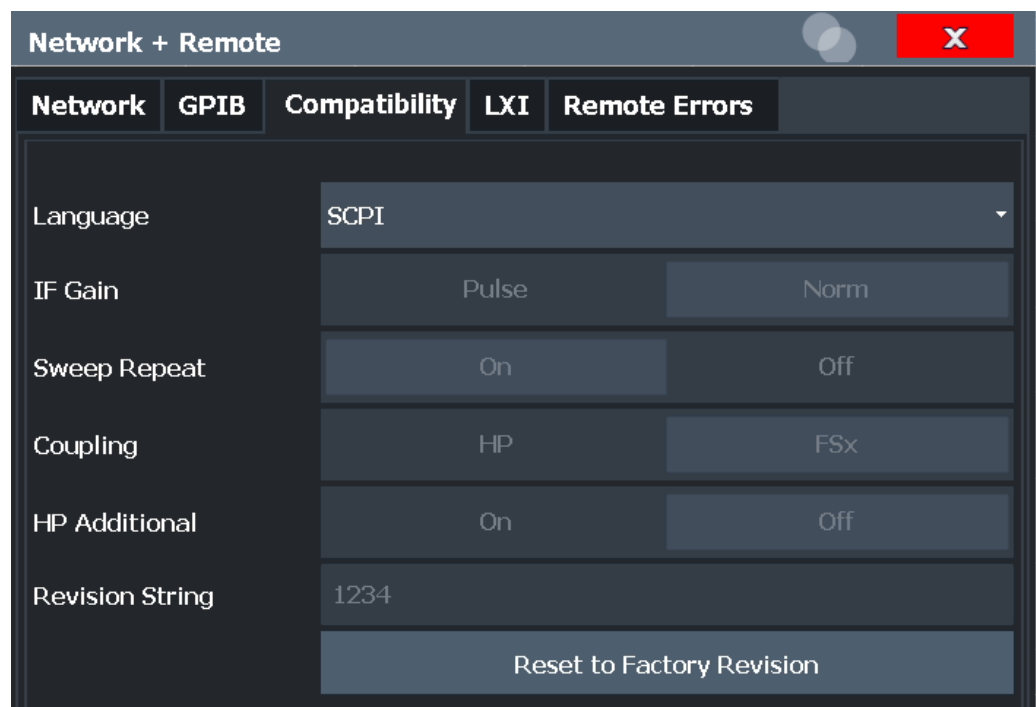 Network + Remote X
Network GPIB Compatibility LXI Remote Errors
Language SCPI
IF Gain Pulse Norm
Sweep Repeat On Off
Coupling HP FSx
HP Additional On Off
Revision String 1234
Reset to Factory Revision